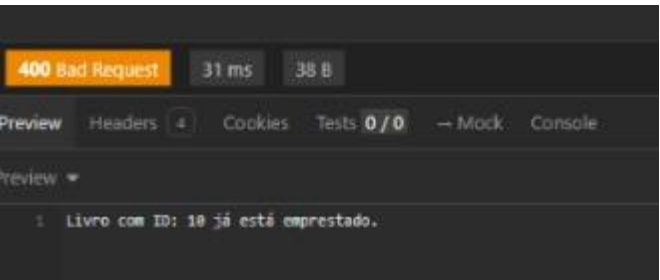 400 Bad Request 31 ms 38 B
Preview Headers 4 Cookies Tests 0 / 0 → Mock Console
Preview
1 Livro com ID: 10 já está emprestado.